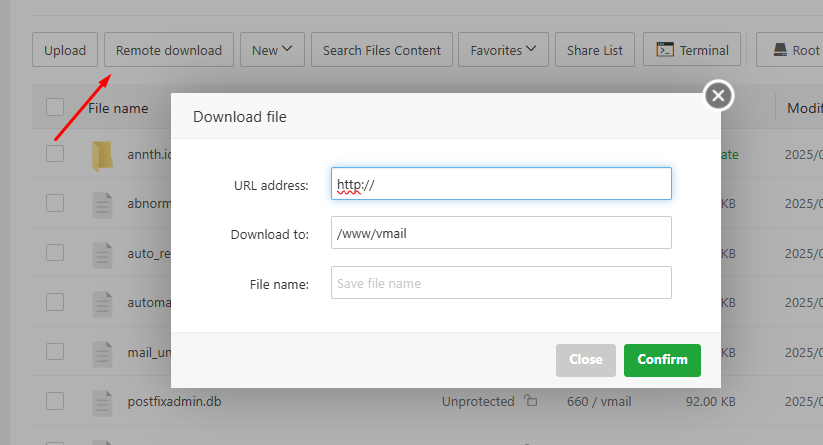 Upload Remote download New Search Files Content Favorites Share List Terminal Root
File name Modif
Download file
annth.ic ate 2025/0
URL address: http://
abnorm KB 2025/0
Download to: /www/vmail
auto_re KB 2025/0
File name: Save file name
automa KB 2025/0
mail_un KB 2025/0
Close Confirm
postfixadmin.db Unprotected 660 / vmail 92.00 KB 2025/0